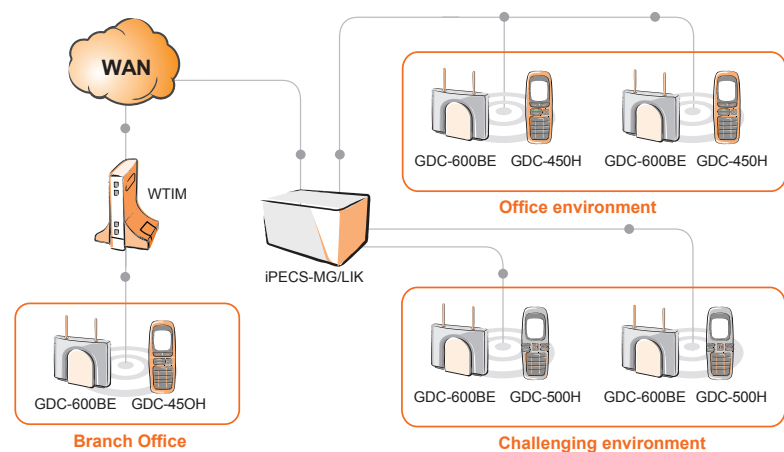 WAN
GDC-600BE GDC-450H GDC-600BE GDC-450H
WTIM
Office environment
iPECS-MG/LIK
GDC-600BE GDC-45OH
GDC-600BE GDC-500H GDC-600BE GDC-500H
Branch Office
Challenging environment